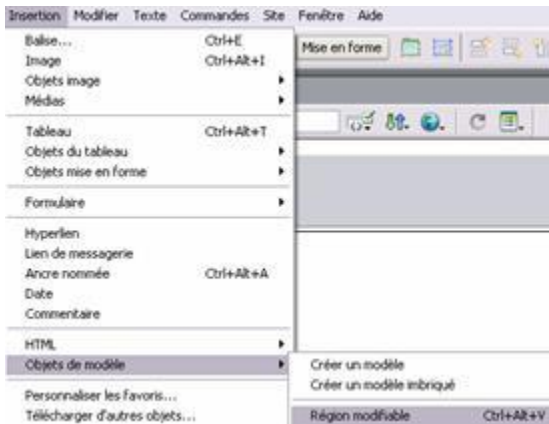 Insertion Modifier Texte Commandes Site Fenêtre Aide
Balise... Ctrl+E
Image Ctrl+Alt+I
Objets image
Médias
Tableau Ctrl+Alt+T
Objets du tableau
Objets mise en forme
Formulaire
Hyperlien
Lien de messagerie
Ancre nommée Ctrl+Alt+A
Date
Commentaire
HTML
Objets de modèle
Personnaliser les favoris...
Télécharger d'autres objets...
Mise en forme
Créer un modèle
Créer un modèle imbriqué
Région modifiable Ctrl+Alt+V